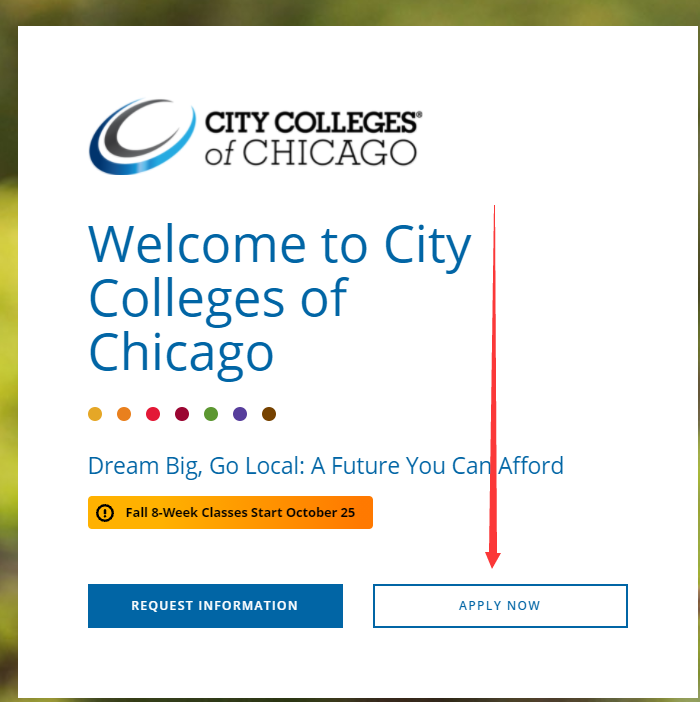 CITY COLLEGES®
of CHICAGO
Welcome to City
Colleges of
Chicago
Dream Big, Go Local: A Future You Can Afford
Fall 8-Week Classes Start October 25
REQUEST INFORMATION
APPLY NOW